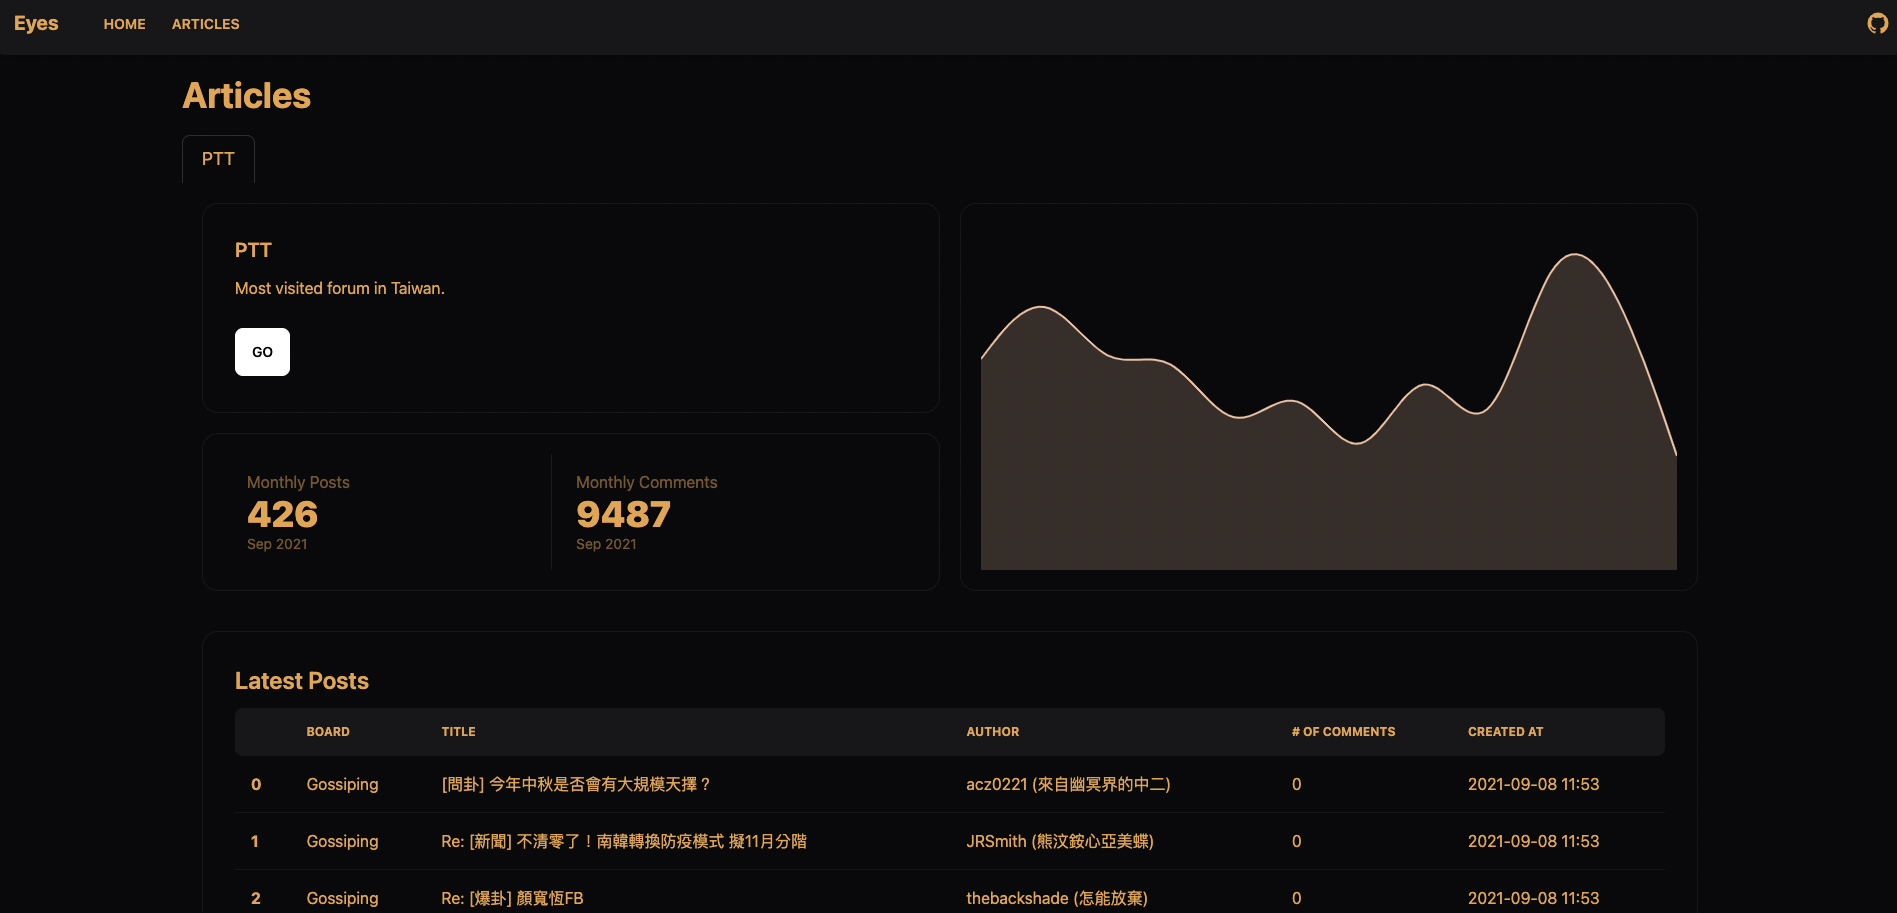 Eyes HOME ARTICLES
Articles
PTT
PTT
Most visited forum in Taiwan.
GO
Monthly Posts
426
Sep 2021
Monthly Comments
9487
Sep 2021
Latest Posts
BOARD TITLE AUTHOR # OF COMMENTS CREATED AT
0 Gossiping [問卦] 今年中秋是否會有大規模天擇？ acz0221 (來自幽冥界的中二) 0 2021-09-08 11:53
1 Gossiping Re: [新聞] 不清零了！南韓轉換防疫模式 擬11月分階 JRSmith (熊汶銨心亞美蝶) 0 2021-09-08 11:53
2 Gossiping Re: [爆卦] 顏寬恆FB thebackshade (怎能放棄) 0 2021-09-08 11:53